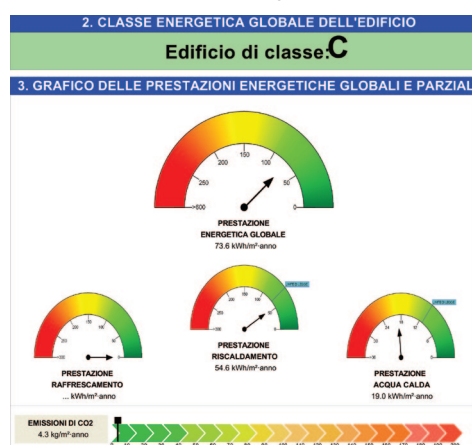 2. CLASSE ENERGETICA GLOBALE DELL'EDIFICIO
Edificio di classe:C
3. GRAFICO DELLE PRESTAZIONI ENERGETICHE GLOBALI E PARZIAL
150
200
100
250
50
>300
0
PRESTAZIONE
ENERGETICA GLOBALE
73.6 kWh/m²·anno
PRESTAZIONE
RISCALDAMENTO
54.6 kWh/m²·anno
PRESTAZIONE
RAFFRESCAMENTO
... kWh/m²·anno
PRESTAZIONE
ACQUA CALDA
19.0 kWh/m²·anno
EMISSIONI DI CO2
4.3 kg/m²·anno